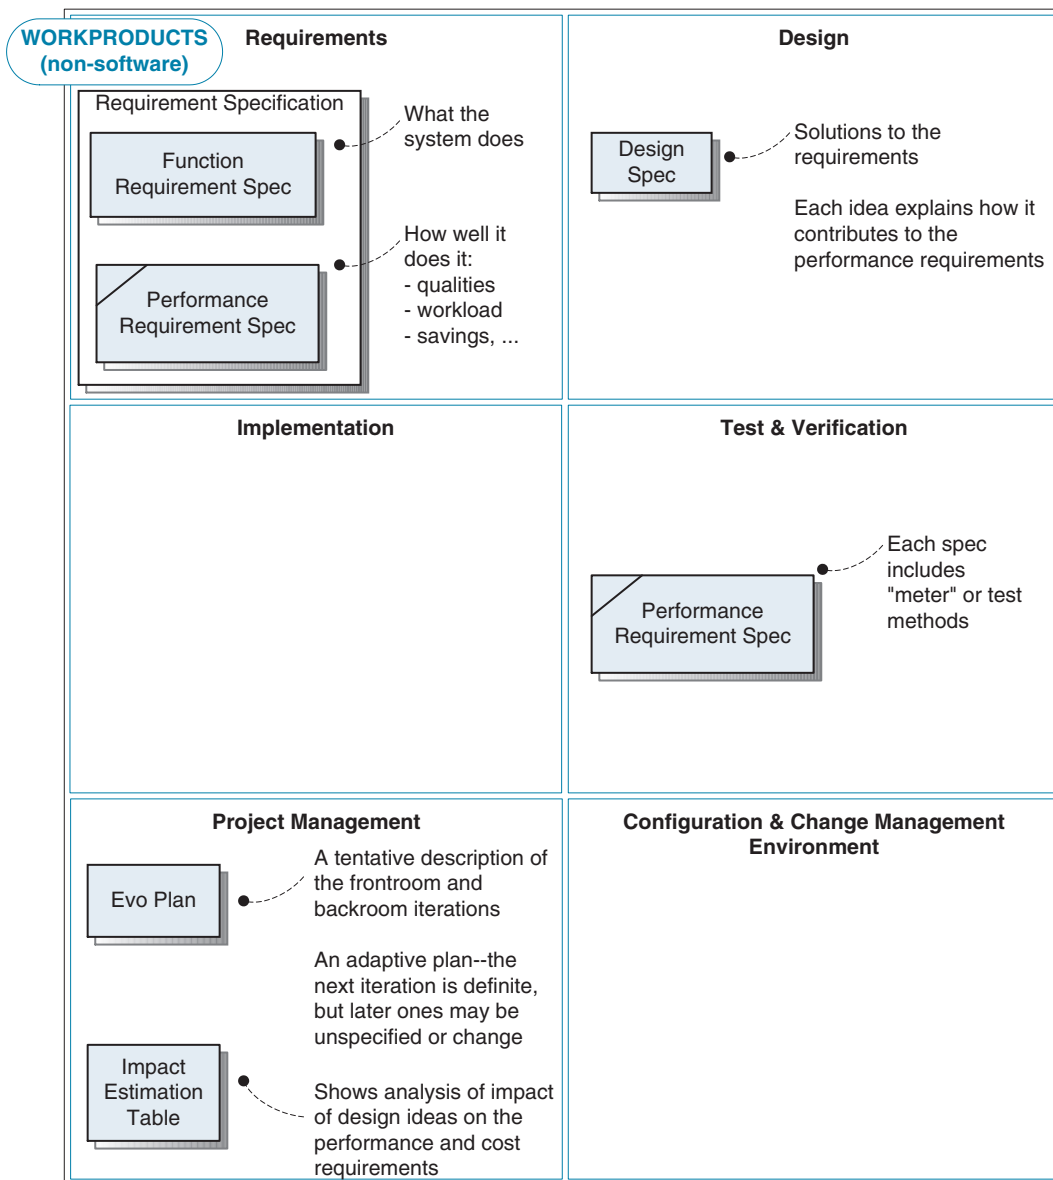 WORKPRODUCTS
(non-software)
Requirements
Requirement Specification
Function
Requirement Spec
What the
system does
Performance
Requirement Spec
How well it
does it:
- qualities
- workload
- savings, ...
Design
Design
Spec
Solutions to the
requirements
Each idea explains how it
contributes to the
performance requirements
Implementation
Test & Verification
Performance
Requirement Spec
Each spec
includes
"meter" or test
methods
Project Management
Evo Plan
A tentative description of
the frontroom and
backroom iterations
An adaptive plan--the
next iteration is definite,
but later ones may be
unspecified or change
Impact
Estimation
Table
Shows analysis of impact
of design ideas on the
performance and cost
requirements
Configuration & Change Management
Environment